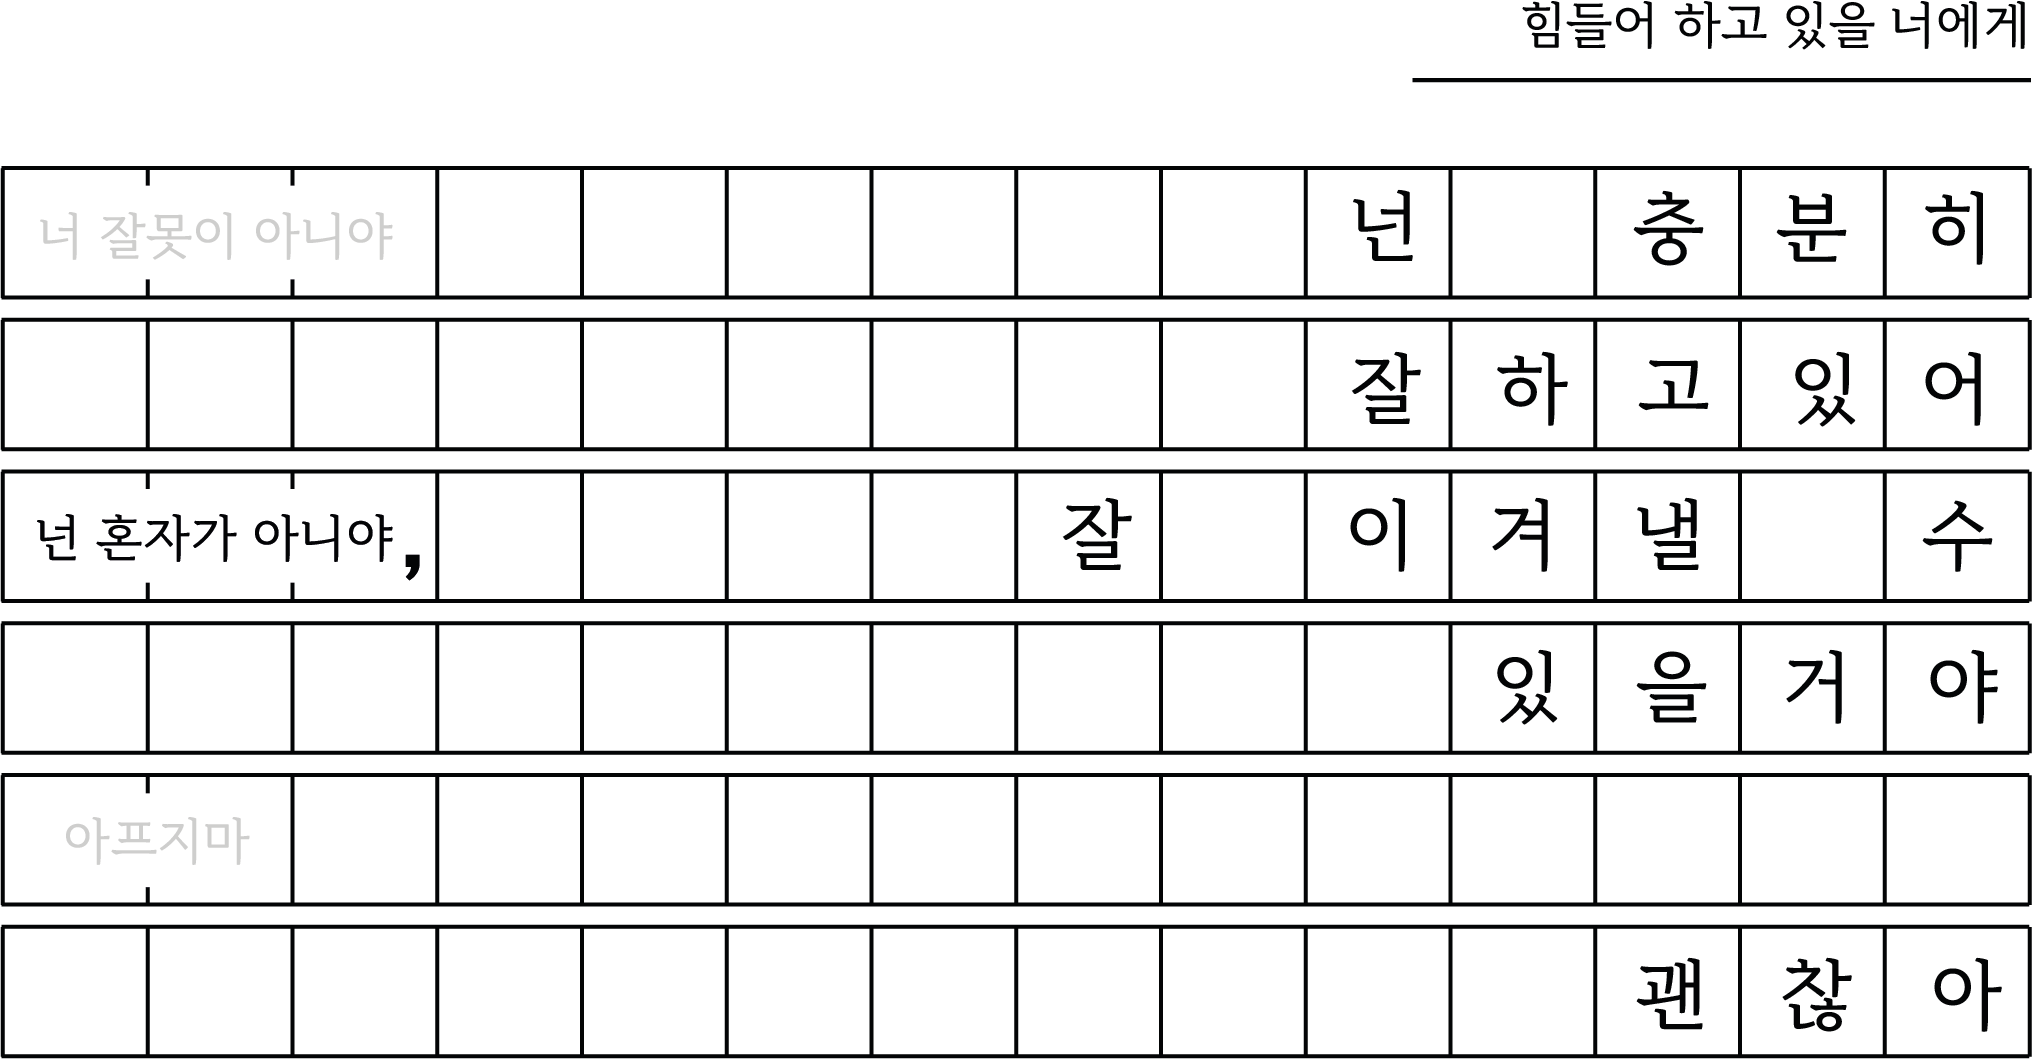 힘들어 하고 있을 너에게
너 잘못이 아니야 넌 충분히
잘하고있어
넌 혼자가 아니야, 잘 이겨낼 수
있을거야
아프지마
괜찮아